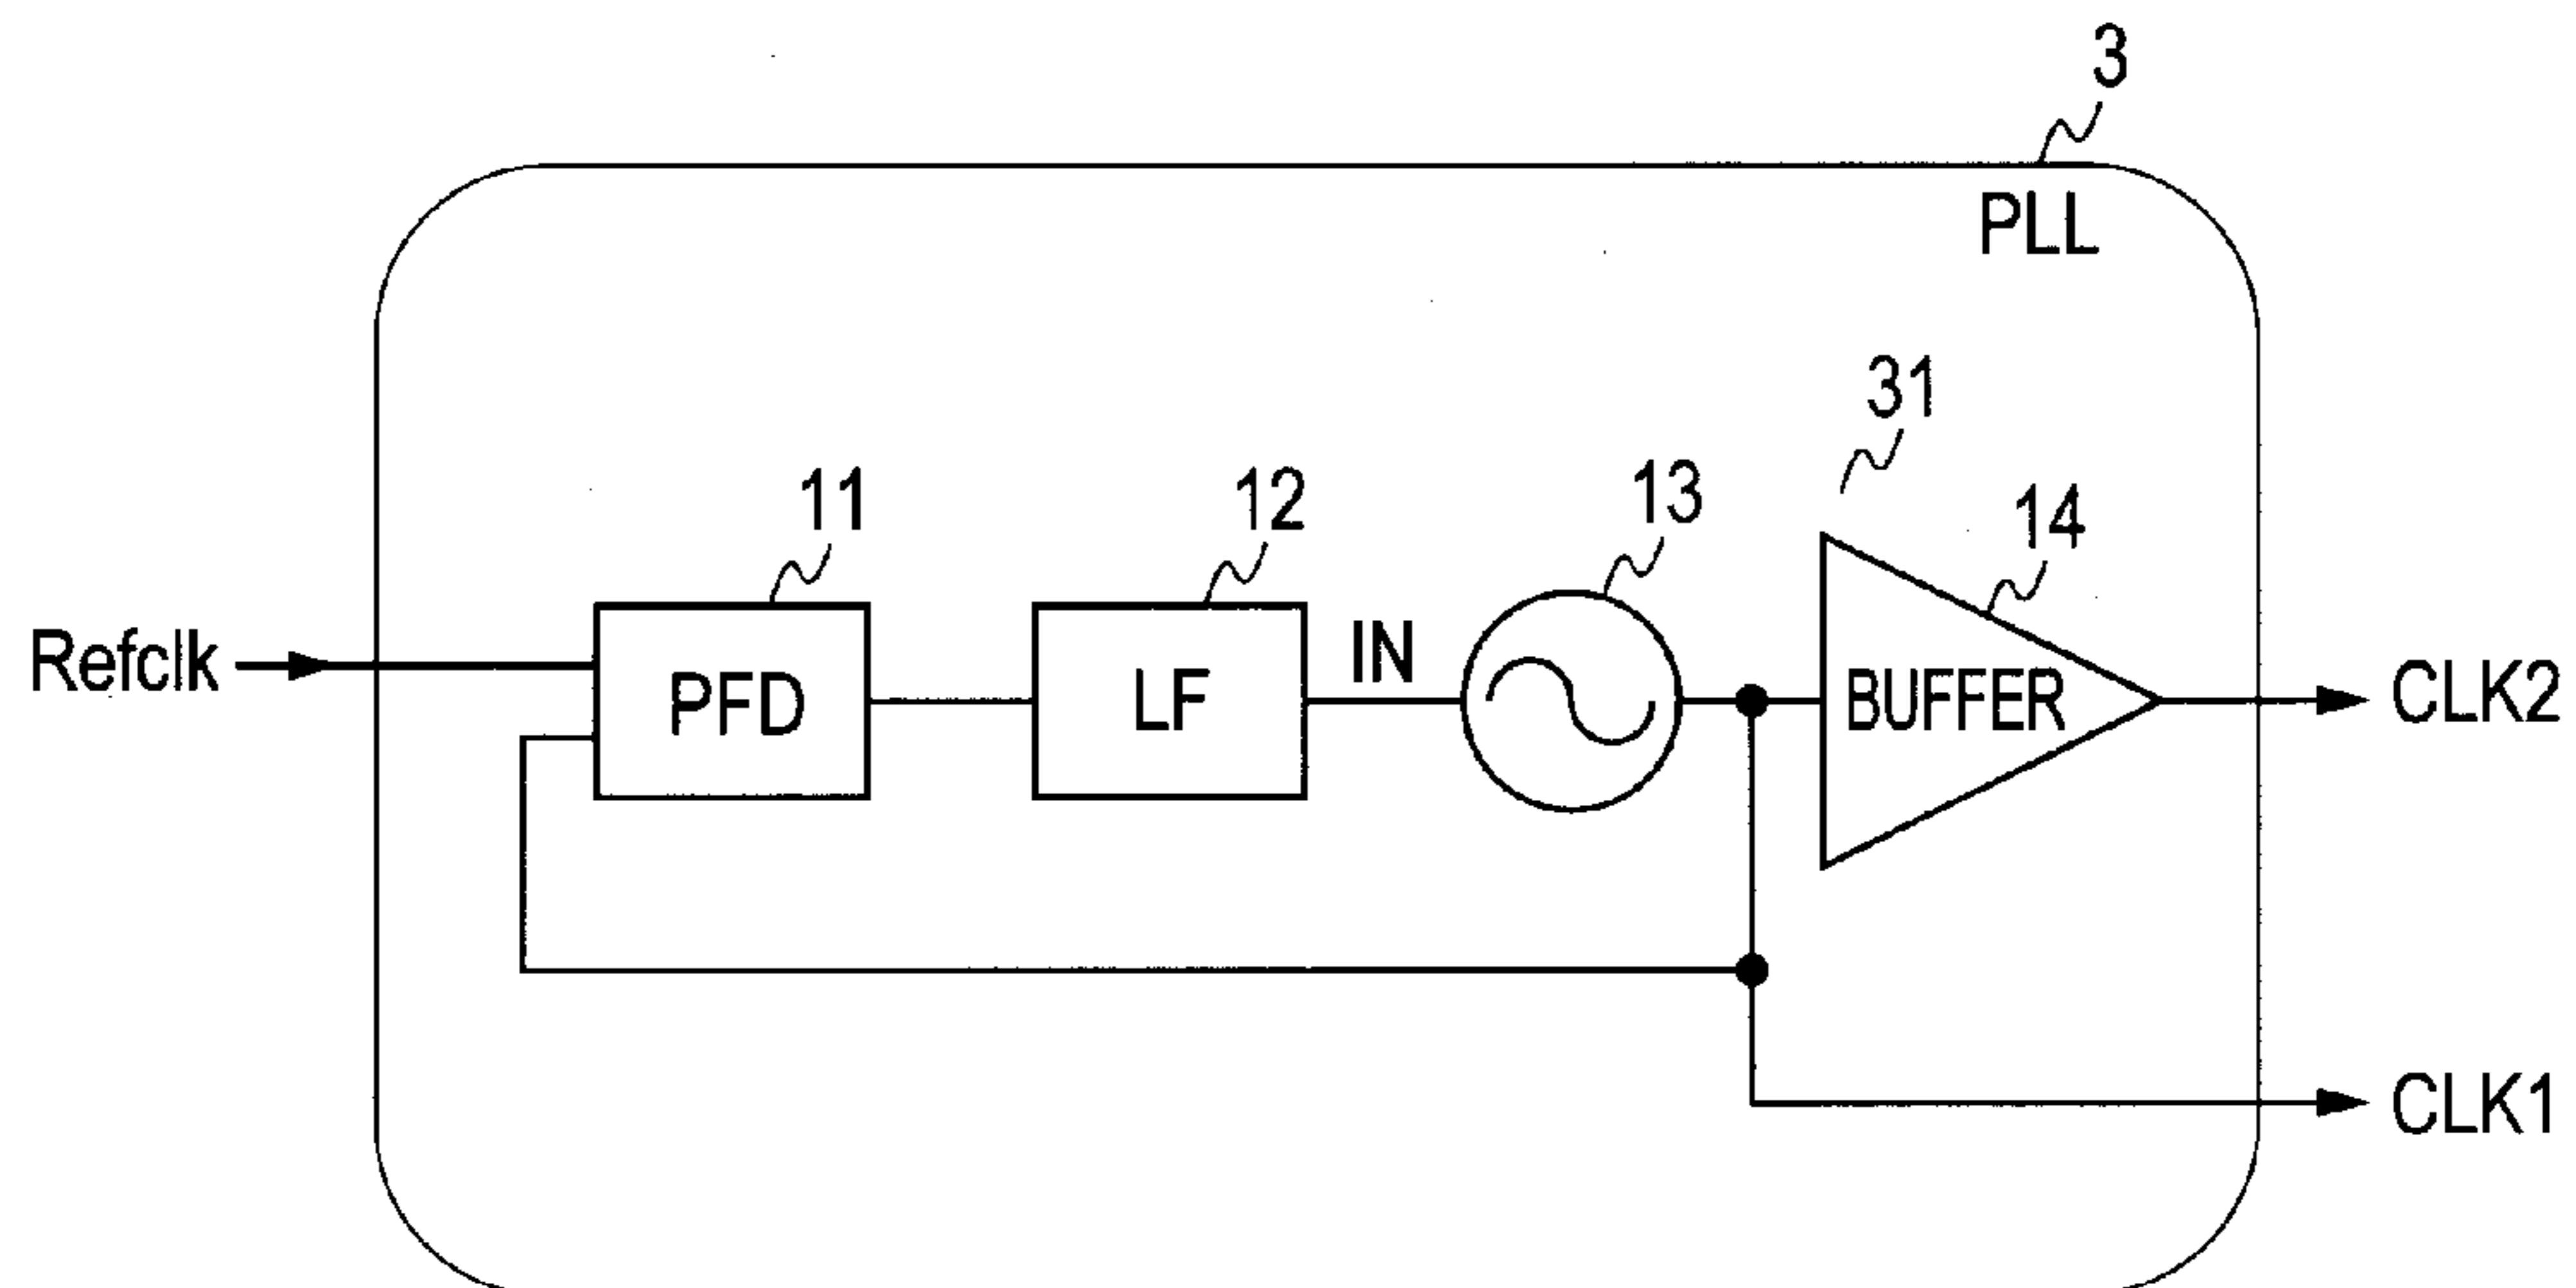 3
PLL
31
11
12
13
14
Refclk
PFD
LF
IN
BUFFER
CLK2
CLK1